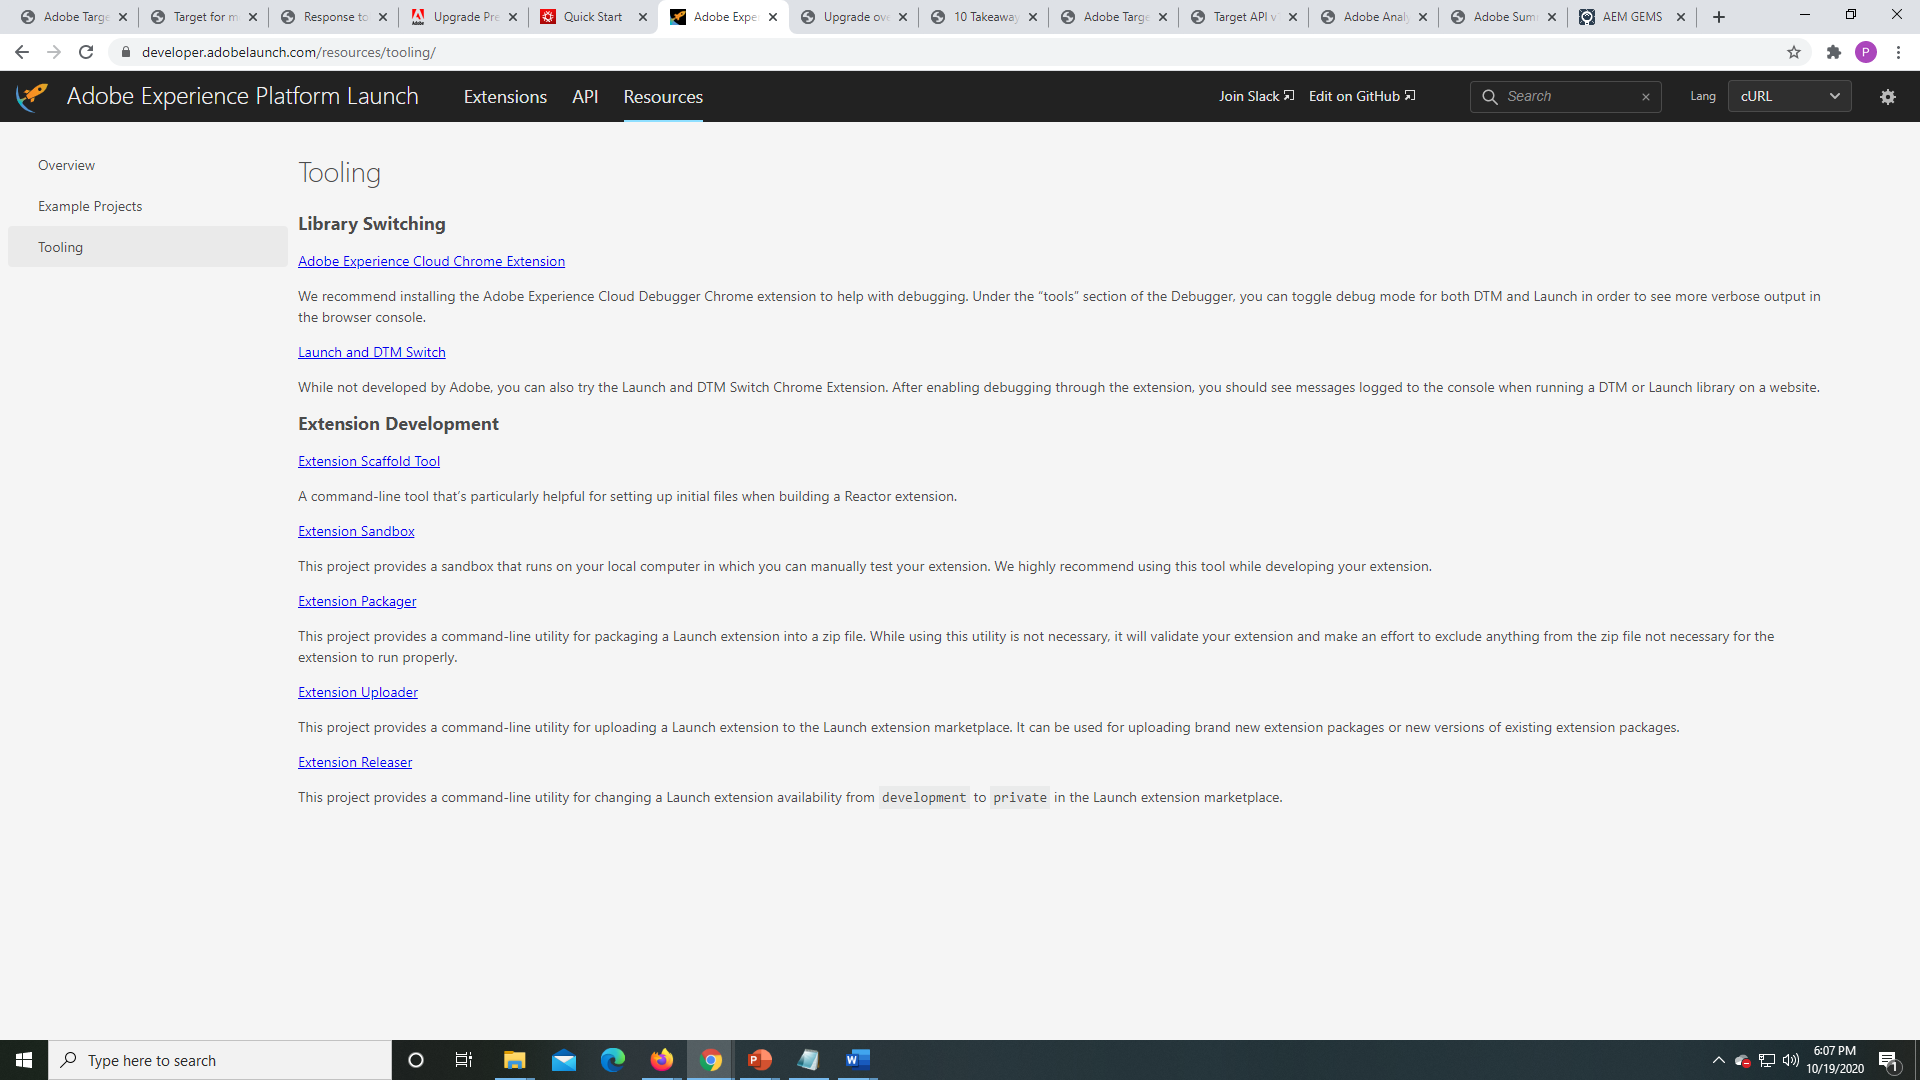 Adobe Targe
Target for m
Response to
Upgrade Pre
Quick Start
Adobe Exper
Upgrade ove
10 Takeaway
Adobe Targe
Target API v
Adobe Analy
Adobe Sum
AEM GEMS
developer.adobelaunch.com/resources/tooling/
P
Adobe Experience Platform Launch
Extensions
API
Resources
Join Slack
Edit on GitHub
Search
Lang
cURL
Overview
Example Projects
Tooling
Tooling
Library Switching
Adobe Experience Cloud Chrome Extension
We recommend installing the Adobe Experience Cloud Debugger Chrome extension to help with debugging. Under the “tools” section of the Debugger, you can toggle debug mode for both DTM and Launch in order to see more verbose output in
the browser console.
Launch and DTM Switch
While not developed by Adobe, you can also try the Launch and DTM Switch Chrome Extension. After enabling debugging through the extension, you should see messages logged to the console when running a DTM or Launch library on a website.
Extension Development
Extension Scaffold Tool
A command-line tool that’s particularly helpful for setting up initial files when building a Reactor extension.
Extension Sandbox
This project provides a sandbox that runs on your local computer in which you can manually test your extension. We highly recommend using this tool while developing your extension.
Extension Packager
This project provides a command-line utility for packaging a Launch extension into a zip file. While using this utility is not necessary, it will validate your extension and make an effort to exclude anything from the zip file not necessary for the
extension to run properly.
Extension Uploader
This project provides a command-line utility for uploading a Launch extension to the Launch extension marketplace. It can be used for uploading brand new extension packages or new versions of existing extension packages.
Extension Releaser
This project provides a command-line utility for changing a Launch extension availability from development to private in the Launch extension marketplace.
Type here to search
6:07 PM
10/19/2020
1